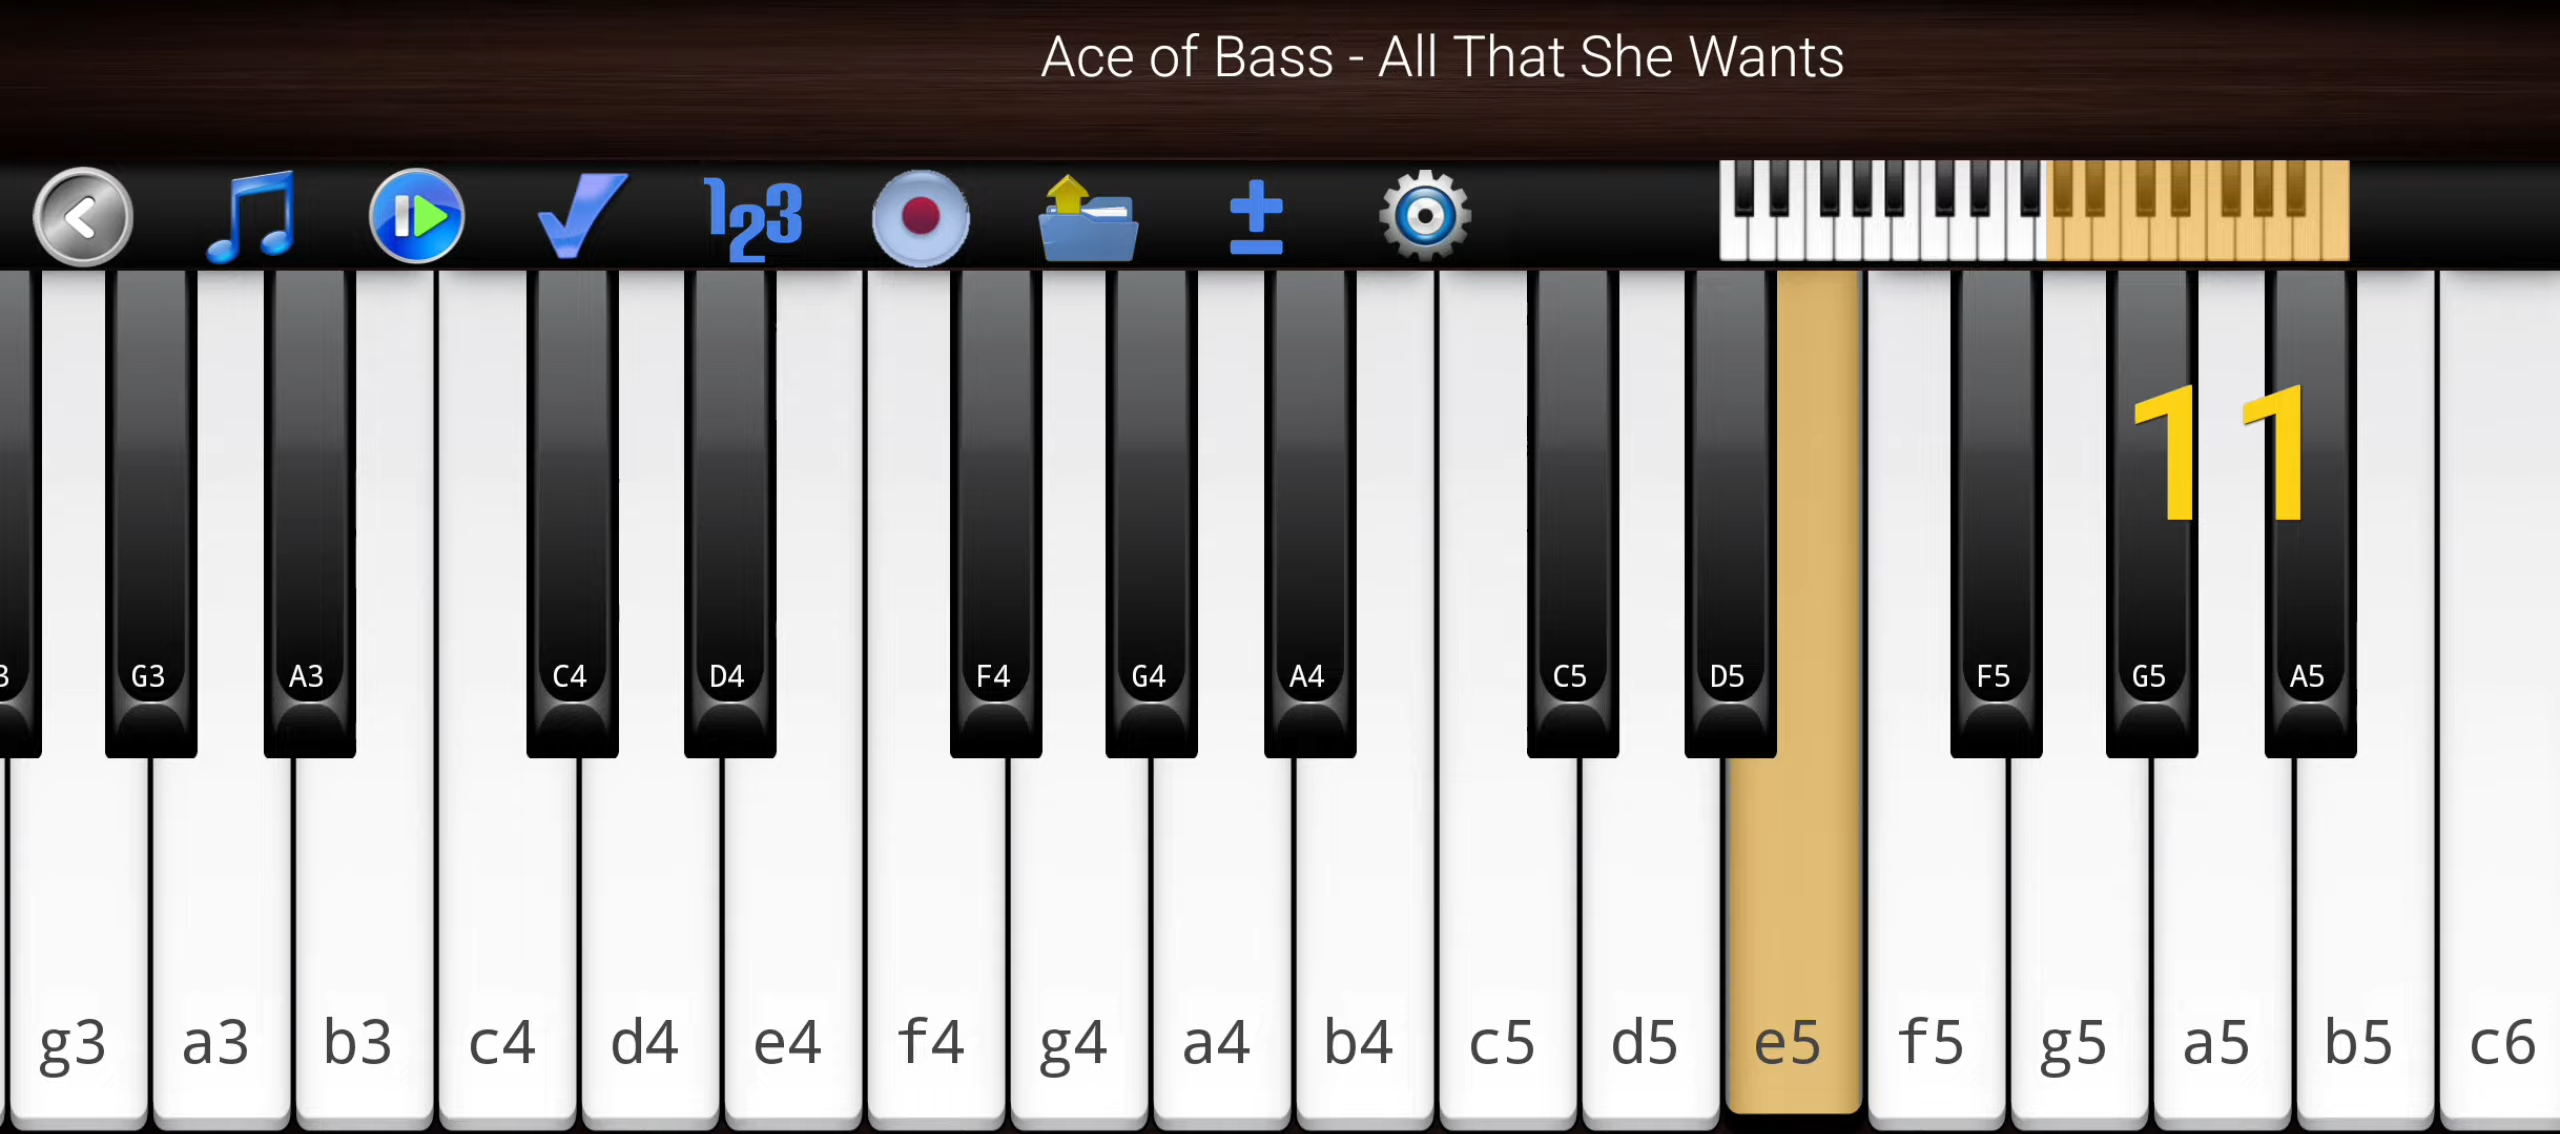 Ace of Bass - All That She Wants
123
11
3 G3 A3 C4 D4 F4 G4 A4 C5 D5 F5 G5 A5
g3 a3 b3 c4 d4 e4 f4 g4 a4 b4 c5 d5 e5 f5 g5 a5 b5 c6